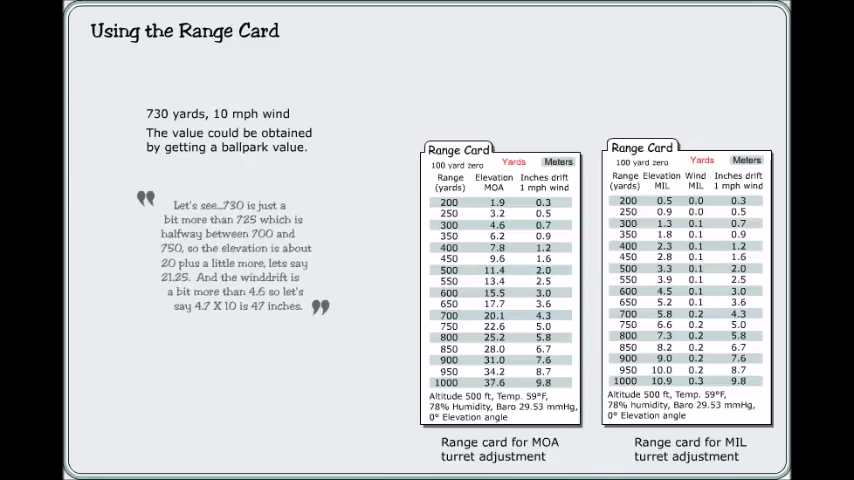 Using the Range Card
730 yards, 10 mph wind
The value could be obtained
by getting a ballpark value.
Let's see...730 is just a
bit more than 725 which is
halfway between 700 and
750, so the elevation is about
20 plus a little more, lets say
21.25. And the winddrift is
a bit more than 4.6 so let's
say 4.7 X 10 is 47 inches.
Range Card
100 yard zero Yards Meters
Range Elevation Inches drift
(yards) MOA 1 mph wind
200 1.9 0.3
250 3.2 0.5
300 4.6 0.7
350 6.2 0.9
400 7.8 1.2
450 9.6 1.6
500 11.4 2.0
550 13.4 2.5
600 15.5 3.0
650 17.7 3.6
700 20.1 4.3
750 22.6 5.0
800 25.2 5.8
850 28.0 6.7
900 31.0 7.6
950 34.2 8.7
1000 37.6 9.8
Altitude 500 ft, Temp. 59°F,
78% Humidity, Baro 29.53 mmHg,
0° Elevation angle
Range card for MOA
turret adjustment
Range Card
100 yard zero Yards Meters
Range Elevation Wind Inches drift
(yards) MIL MIL 1 mph wind
200 0.5 0.0 0.3
250 0.9 0.0 0.5
300 1.3 0.1 0.7
350 1.8 0.1 0.9
400 2.3 0.1 1.2
450 2.8 0.1 1.6
500 3.3 0.1 2.0
550 3.9 0.1 2.5
600 4.5 0.1 3.0
650 5.2 0.1 3.6
700 5.8 0.2 4.3
750 6.6 0.2 5.0
800 7.3 0.2 5.8
850 8.2 0.2 6.7
900 9.0 0.2 7.6
950 10.0 0.2 8.7
1000 10.9 0.3 9.8
Altitude 500 ft, Temp. 59°F,
78% Humidity, Baro 29.53 mmHg,
0° Elevation angle
Range card for MIL
turret adjustment